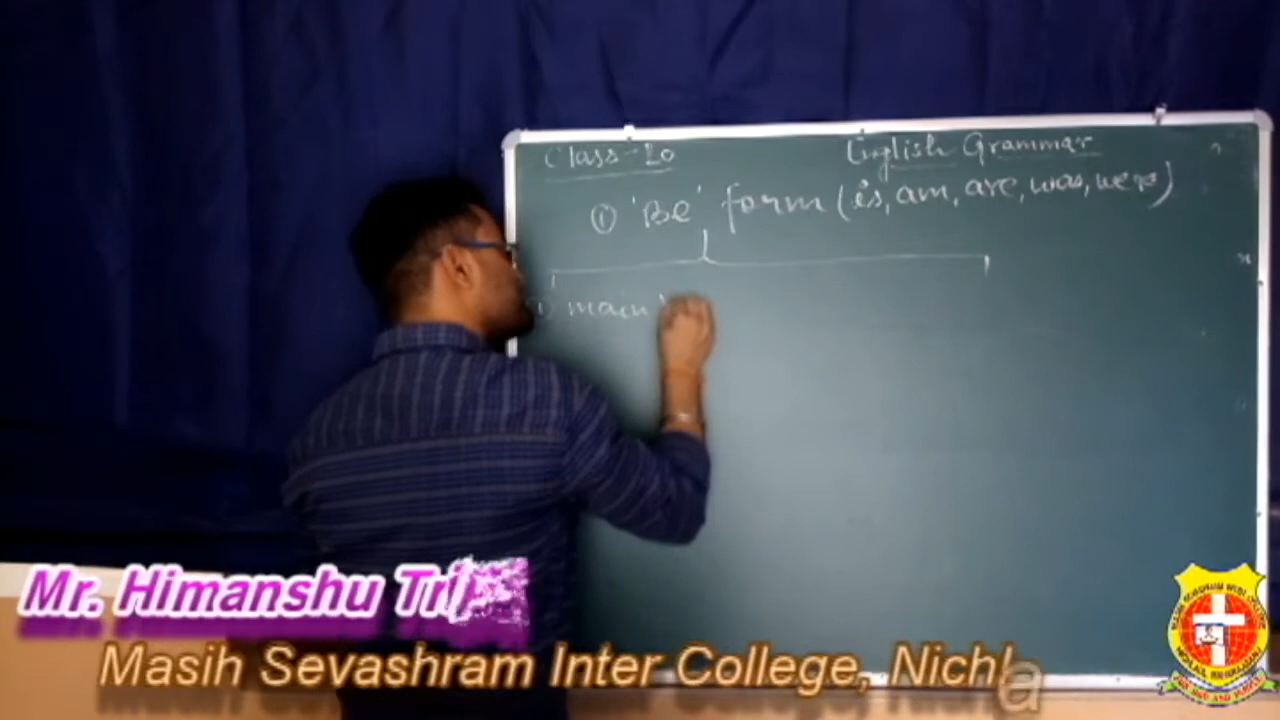 Class-10 English Grammar
① 'Be' form (is, am, are, was, were)
① main
Mr. Himanshu Tri
Masih Sevashram Inter College, Nichla